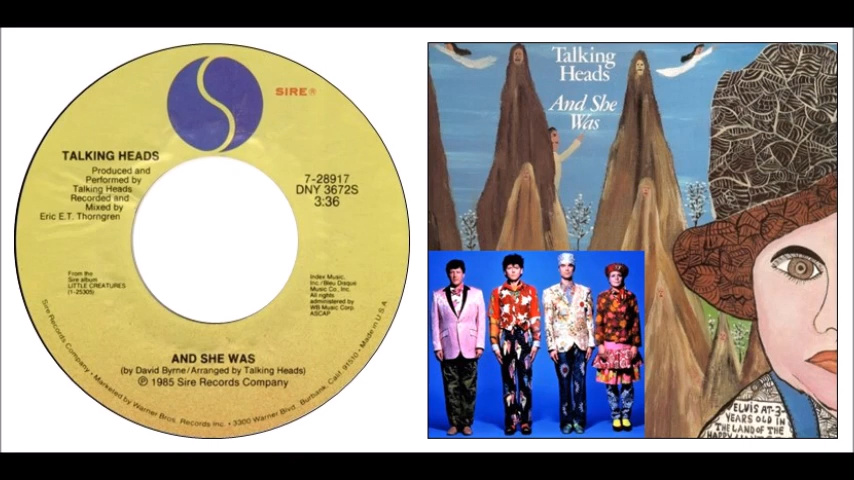 SIRE®
TALKING HEADS
Produced and
Performed by
Talking Heads
Recorded and
Mixed by
Eric E.T. Thorngren
7-28917
DNY 3672S
3:36
From the
Sire album
LITTLE CREATURES
(1-25305)
Index Music,
Inc./Bleu Disque
Music Co., Inc.
All rights
administered by
WB Music Corp.
ASCAP
AND SHE WAS
(by David Byrne/Arranged by Talking Heads)
℗ 1985 Sire Records Company
Sire Records Company • Marketed by Warner Bros. Records Inc. • 3300 Warner Blvd. Burbank, Calif. 91510 • Made in U.S.A.
Talking
Heads
And She
Was
ELVIS AT-3-
YEARS OLD IN
THE LAND OF THE